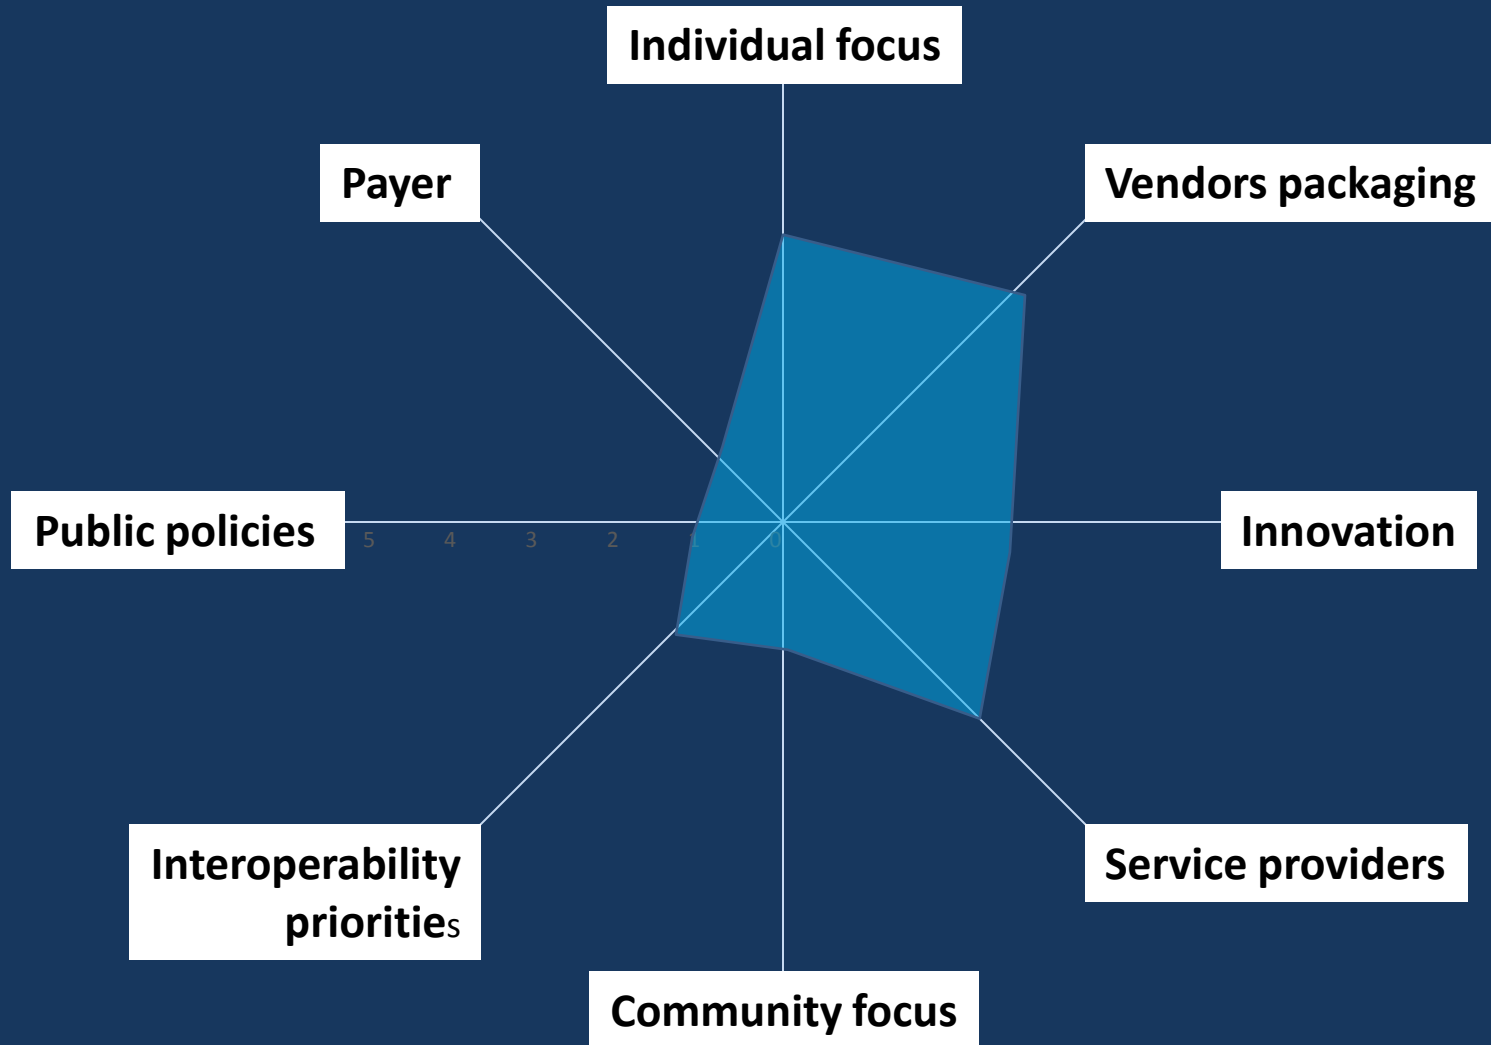 Individual focus
Payer
Vendors packaging
Public policies
5 4 3 2 1 0
Innovation
Interoperability
priorities
Service providers
Community focus